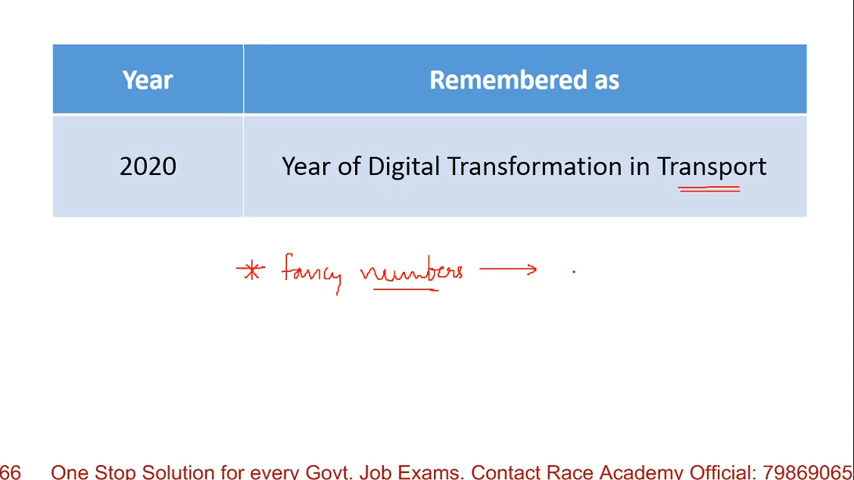 Year Remembered as
2020 Year of Digital Transformation in Transport
* fancy numbers →
66 One Stop Solution for every Govt. Job Exams. Contact Race Academy Official: 79869065